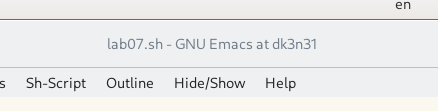 en
lab07.sh - GNU Emacs at dk3n31
s Sh-Script Outline Hide/Show Help